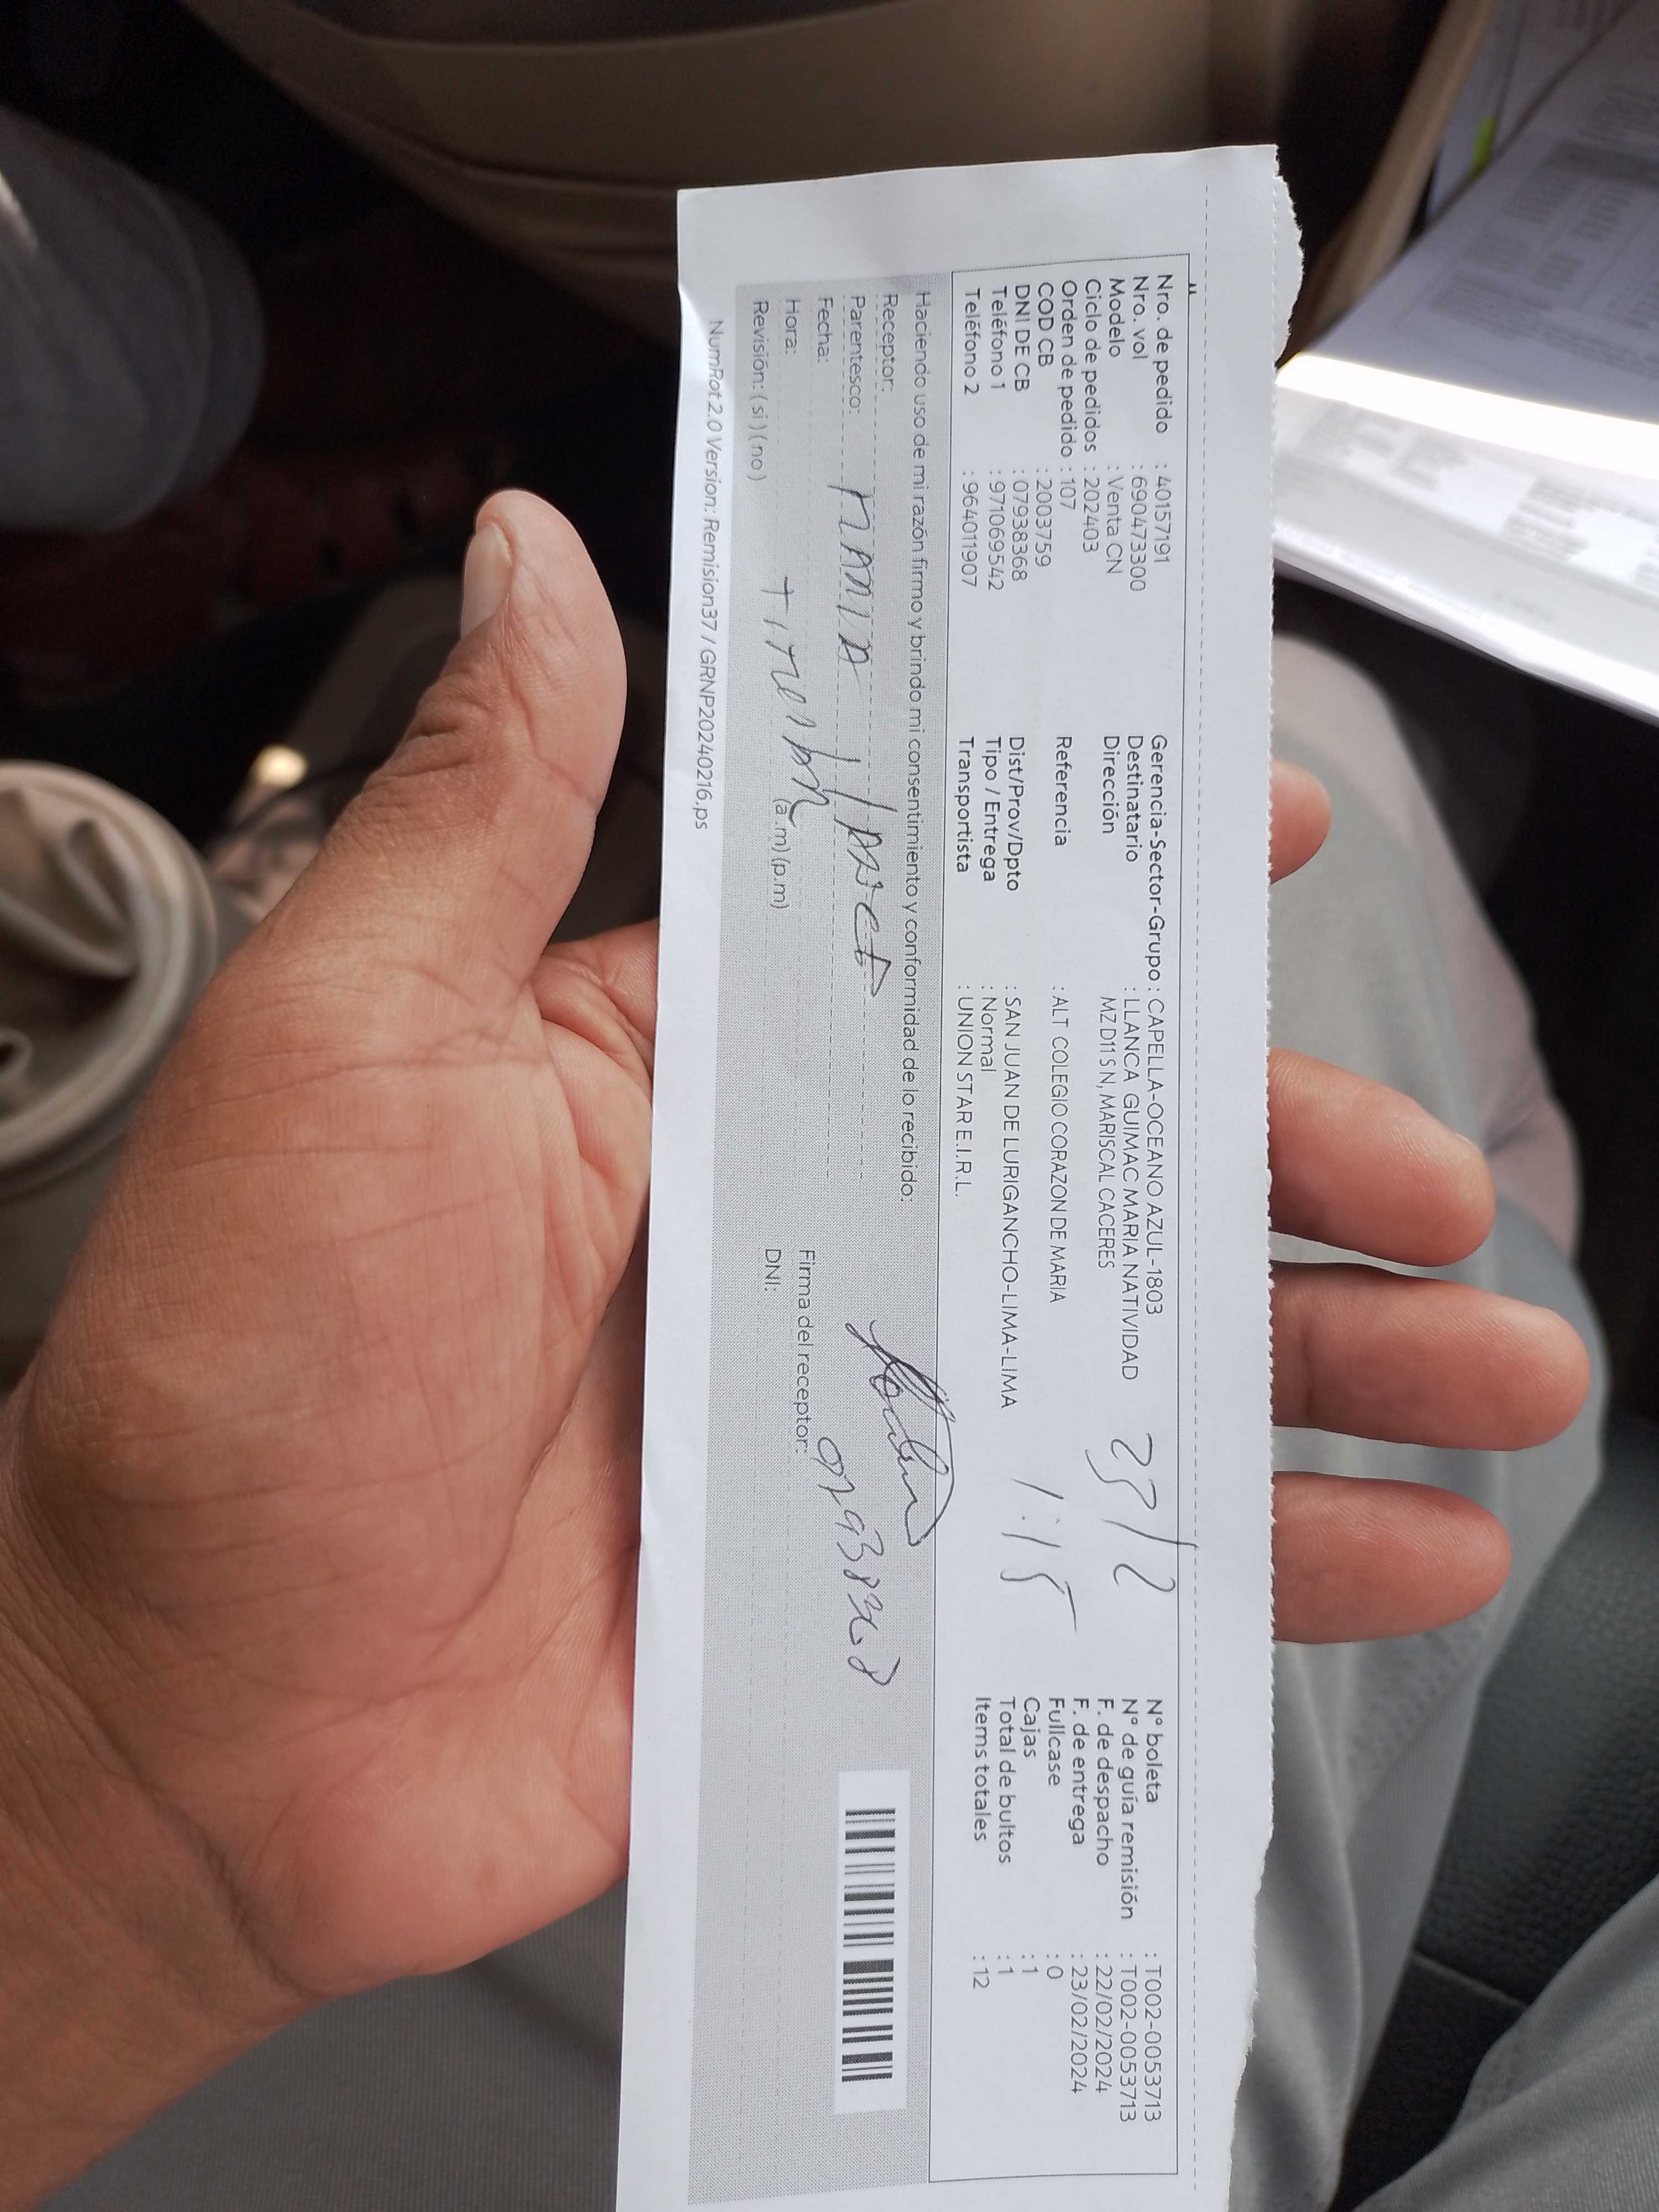 Nro. de pedido : 40157191
Nro. vol : 690473300
Modelo : Venta CN
Ciclo de pedidos : 202403
Orden de pedido : 107
COD CB : 2003759
DNI DE CB : 07938368
Teléfono 1 : 971069542
Teléfono 2 : 964011907
Gerencia-Sector-Grupo : CAPELLA-OCEANO AZUL-1803
Destinatario : LLANCA GUIMAC MARIA NATIVIDAD
Dirección MZ D11 S N, MARISCAL CACERES
Referencia : ALT COLEGIO CORAZON DE MARIA
Dist/Prov/Dpto : SAN JUAN DE LURIGANCHO-LIMA-LIMA
Tipo / Entrega : Normal
Transportista : UNION STAR E.I.R.L.
23/2
1:15
N° boleta : T002-0053713
N° de guía remisión : T002-0053713
F. de despacho : 22/02/2024
F. de entrega : 23/02/2024
Fullcase : 0
Cajas : 1
Total de bultos : 1
Items totales : 12
Haciendo uso de mi razón firmo y brindo mi consentimiento y conformidad de lo recibido:
Receptor:
Parentesco: maria
Fecha:
Hora: (a.m) (p.m)
Revisión: (si) (no)
07938368
Firma del receptor:
DNI:
NumRot 2.0 Version: Remision37 / GRNP20240216.ps